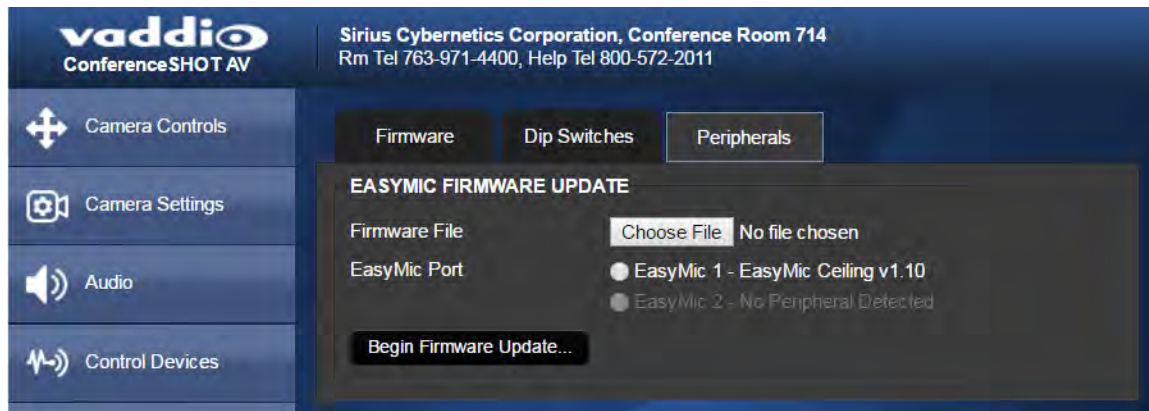 vaddio
ConferenceSHOT AV
Sirius Cybernetics Corporation, Conference Room 714
Rm Tel 763-971-4400, Help Tel 800-572-2011
Camera Controls
Camera Settings
Audio
Control Devices
Firmware
Dip Switches
Peripherals
EASYMIC FIRMWARE UPDATE
Firmware File
Choose File No file chosen
EasyMic Port
EasyMic 1 - EasyMic Ceiling v1.10
EasyMic 2 - No Peripheral Detected
Begin Firmware Update...